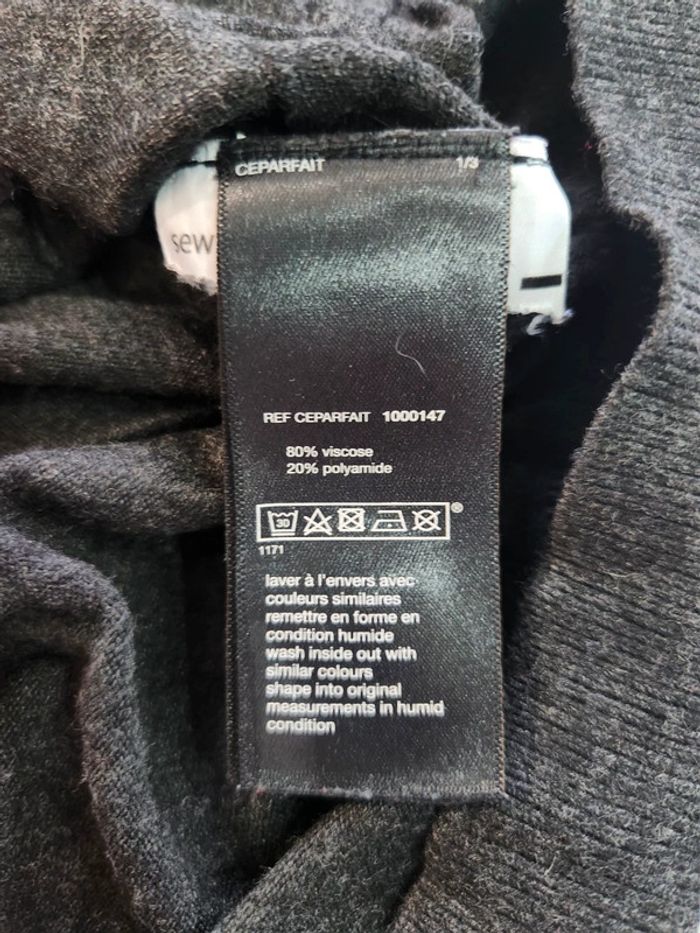 CEPARFAIT 1/3
sew
REF CEPARFAIT 1000147
80% viscose
20% polyamide
30
®
1171
laver à l'envers avec
couleurs similaires
remettre en forme en
condition humide
wash inside out with
similar colours
shape into original
measurements in humid
condition